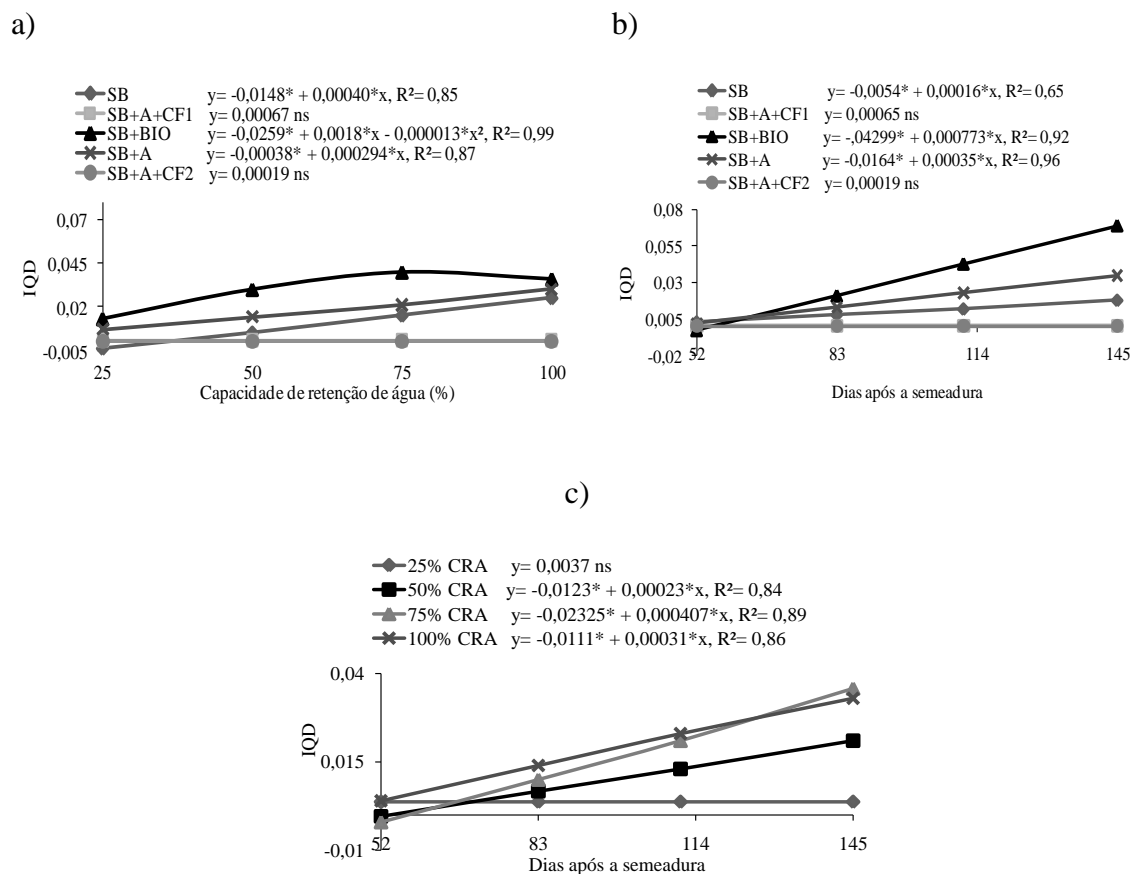 a)
SB y= -0,0148* + 0,00040*x, R²= 0,85
SB+A+CF1 y= 0,00067 ns
SB+BIO y= -0,0259* + 0,0018*x - 0,000013*x², R²= 0,99
SB+A y= -0,00038* + 0,000294*x, R²= 0,87
SB+A+CF2 y= 0,00019 ns
0,07
0,045
0,02
-0,005
IQD
25 50 75 100
Capacidade de retenção de água (%)
b)
SB y= -0,0054* + 0,00016*x, R²= 0,65
SB+A+CF1 y= 0,00065 ns
SB+BIO y= -,04299* + 0,000773*x, R²= 0,92
SB+A y= -0,0164* + 0,00035*x, R²= 0,96
SB+A+CF2 y= 0,00019 ns
0,08
0,055
0,03
0,005
-0,02
IQD
52 83 114 145
Dias após a semeadura
c)
25% CRA y= 0,0037 ns
50% CRA y= -0,0123* + 0,00023*x, R²= 0,84
75% CRA y= -0,02325* + 0,000407*x, R²= 0,89
100% CRA y= -0,0111* + 0,00031*x, R²= 0,86
0,04
0,015
-0,01
IQD
52 83 114 145
Dias após a semeadura